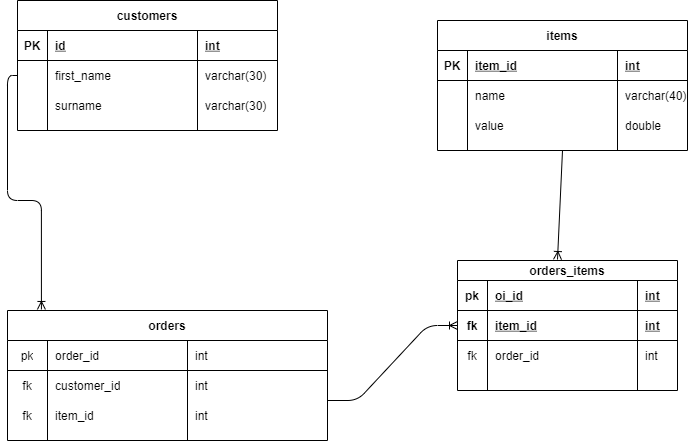 customers
PK id int
first_name varchar(30)
surname varchar(30)
items
PK item_id int
name varchar(40)
value double
orders_items
pk oi_id int
fk item_id int
fk order_id int
orders
pk order_id int
fk customer_id int
fk item_id int